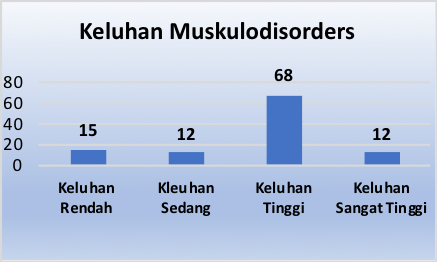 Keluhan Muskulodisorders
80
60
40
20
0
15
12
68
12
Keluhan
Rendah
Kleuhan
Sedang
Keluhan
Tinggi
Keluhan
Sangat Tinggi